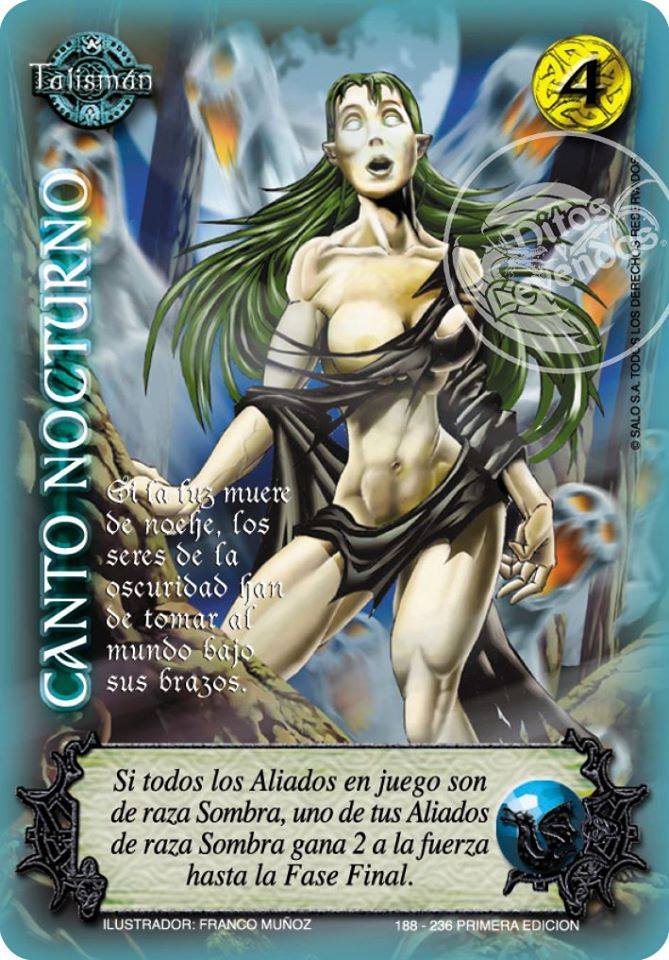 Talismán
4
CANTO NOCTURNO
Mitos
y
Leyendas
© SALO S.A. TODOS LOS DERECHOS RESERVADOS
Si la luz muere
de noche, los
seres de la
oscuridad han
de tomar al
mundo bajo
sus brazos.
Si todos los Aliados en juego son
de raza Sombra, uno de tus Aliados
de raza Sombra gana 2 a la fuerza
hasta la Fase Final.
ILUSTRADOR: FRANCO MUÑOZ
188 - 236 PRIMERA EDICION